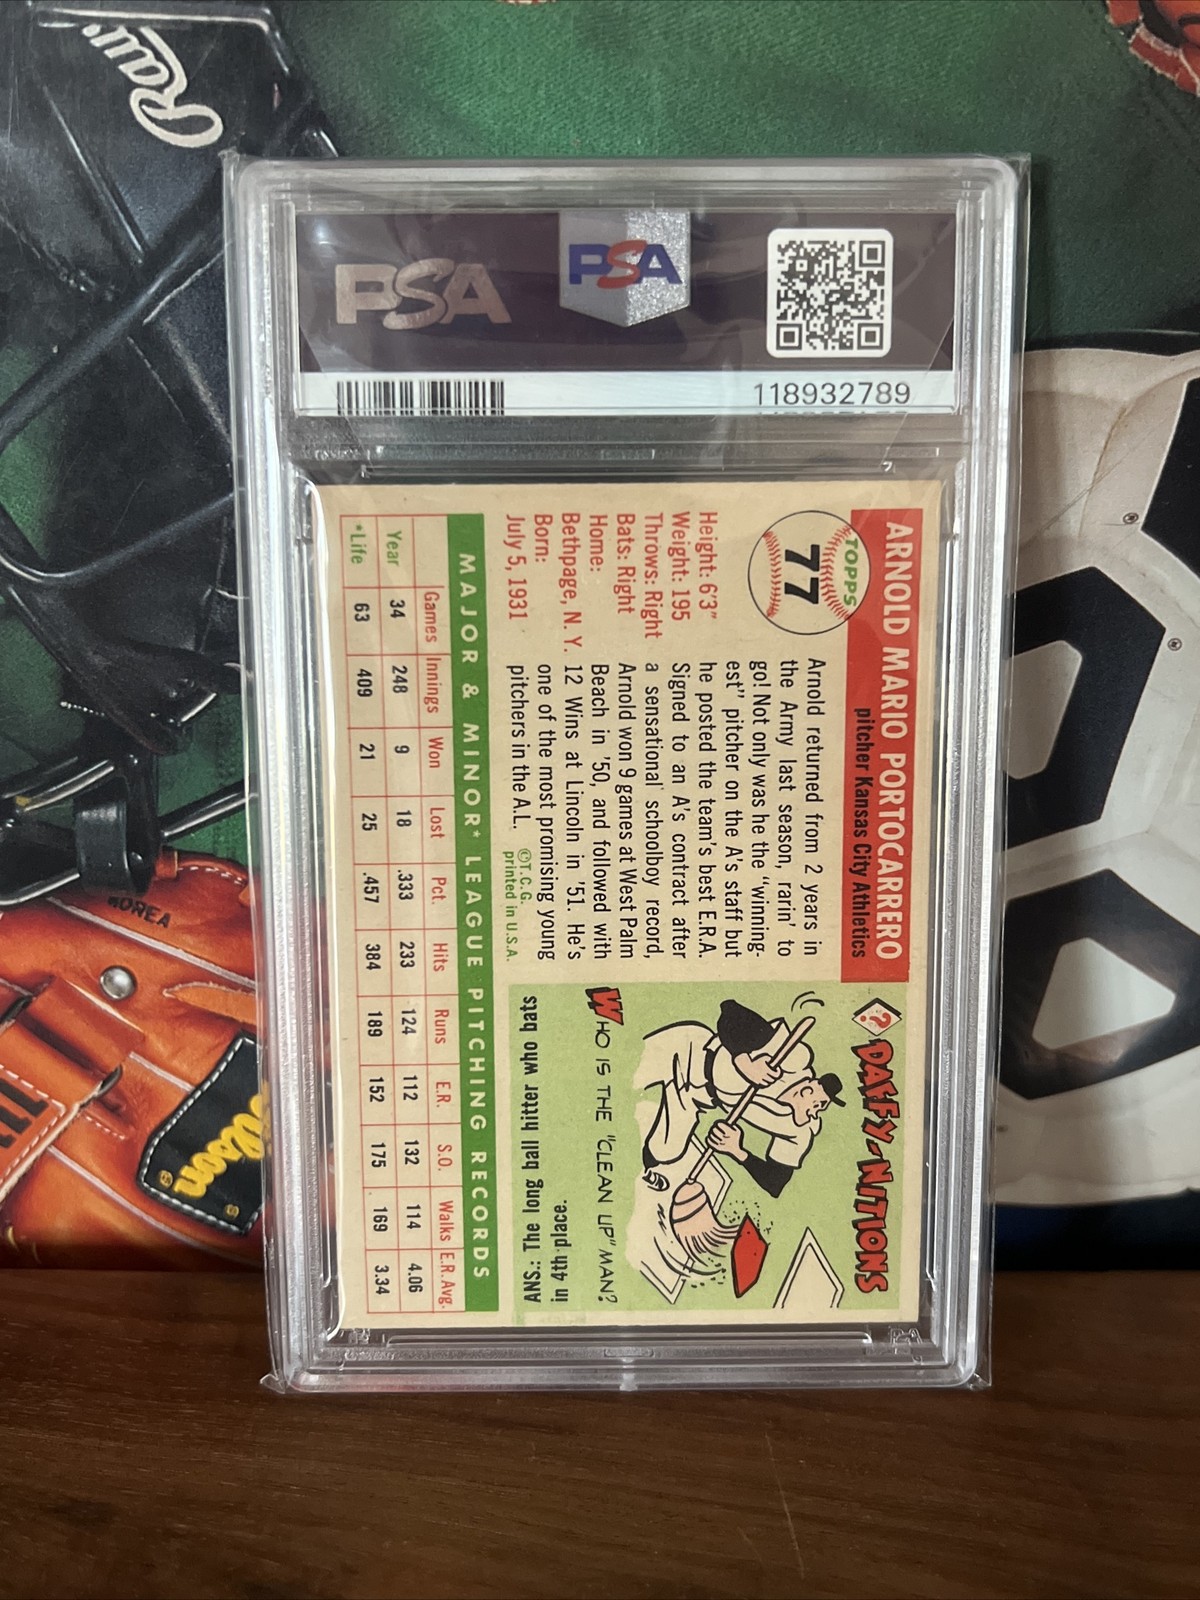 Raw
PSA
PSA
118932789
ARNOLD MARIO PORTOCARRERO
pitcher Kansas City Athletics
TOPPS
77
Height: 6'3"
Weight: 195
Throws: Right
Bats: Right
Home:
Bethpage, N. Y.
Born:
July 5, 1931
Arnold returned from 2 years in
the Army last season, rarin' to
go! Not only was he the "winning-
est" pitcher on the A's staff but
he posted the team's best E.R.A.
Signed to an A's contract after
a sensational schoolboy record,
Arnold won 9 games at West Palm
Beach in '50, and followed with
12 Wins at Lincoln in '51. He's
one of the most promising young
pitchers in the A.L.
©T.C.G.
printed in U.S.A.
?
DAFFY-NITIONS
WHO IS THE "CLEAN UP" MAN?
ANS.: The long ball hitter who bats
in 4th place.
MAJOR & MINOR* LEAGUE PITCHING RECORDS
Games Innings Won Lost Pct. Hits Runs E.R. S.O. Walks E.R.Avg.
Year 34 248 9 18 .333 233 124 112 132 114 4.06
*Life 63 409 21 25 .457 384 189 152 175 169 3.34
KOREA
Wilson